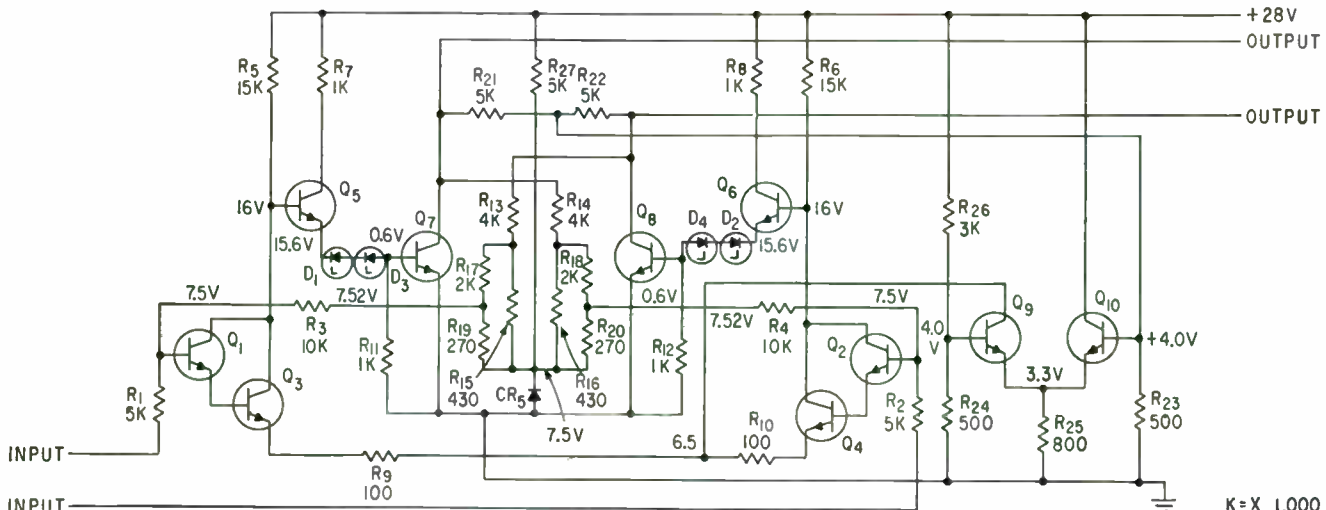 +28V
OUTPUT
R5
15K
R7
1K
R21
5K
R27
5K
R22
5K
R8
1K
R6
15K
OUTPUT
Q5
16V
15.6V
0.6V
Q7
R13
4K
R14
4K
Q8
D4
D2
Q6
15.6V
16V
R26
3K
D1
D3
R17
2K
R18
2K
0.6V
7.5V
7.52V
R3
10K
7.52V
R4
10K
7.5V
4.0
V
Q9
Q10
+4.0V
Q1
Q3
R11
1K
R19
270
R20
270
R12
1K
Q2
3.3V
R1
5K
R15
430
CR5
R16
430
7.5V
R10
100
Q4
R2
5K
R24
500
R25
800
R23
500
6.5
INPUT
R9
100
INPUT
K=X 1,000